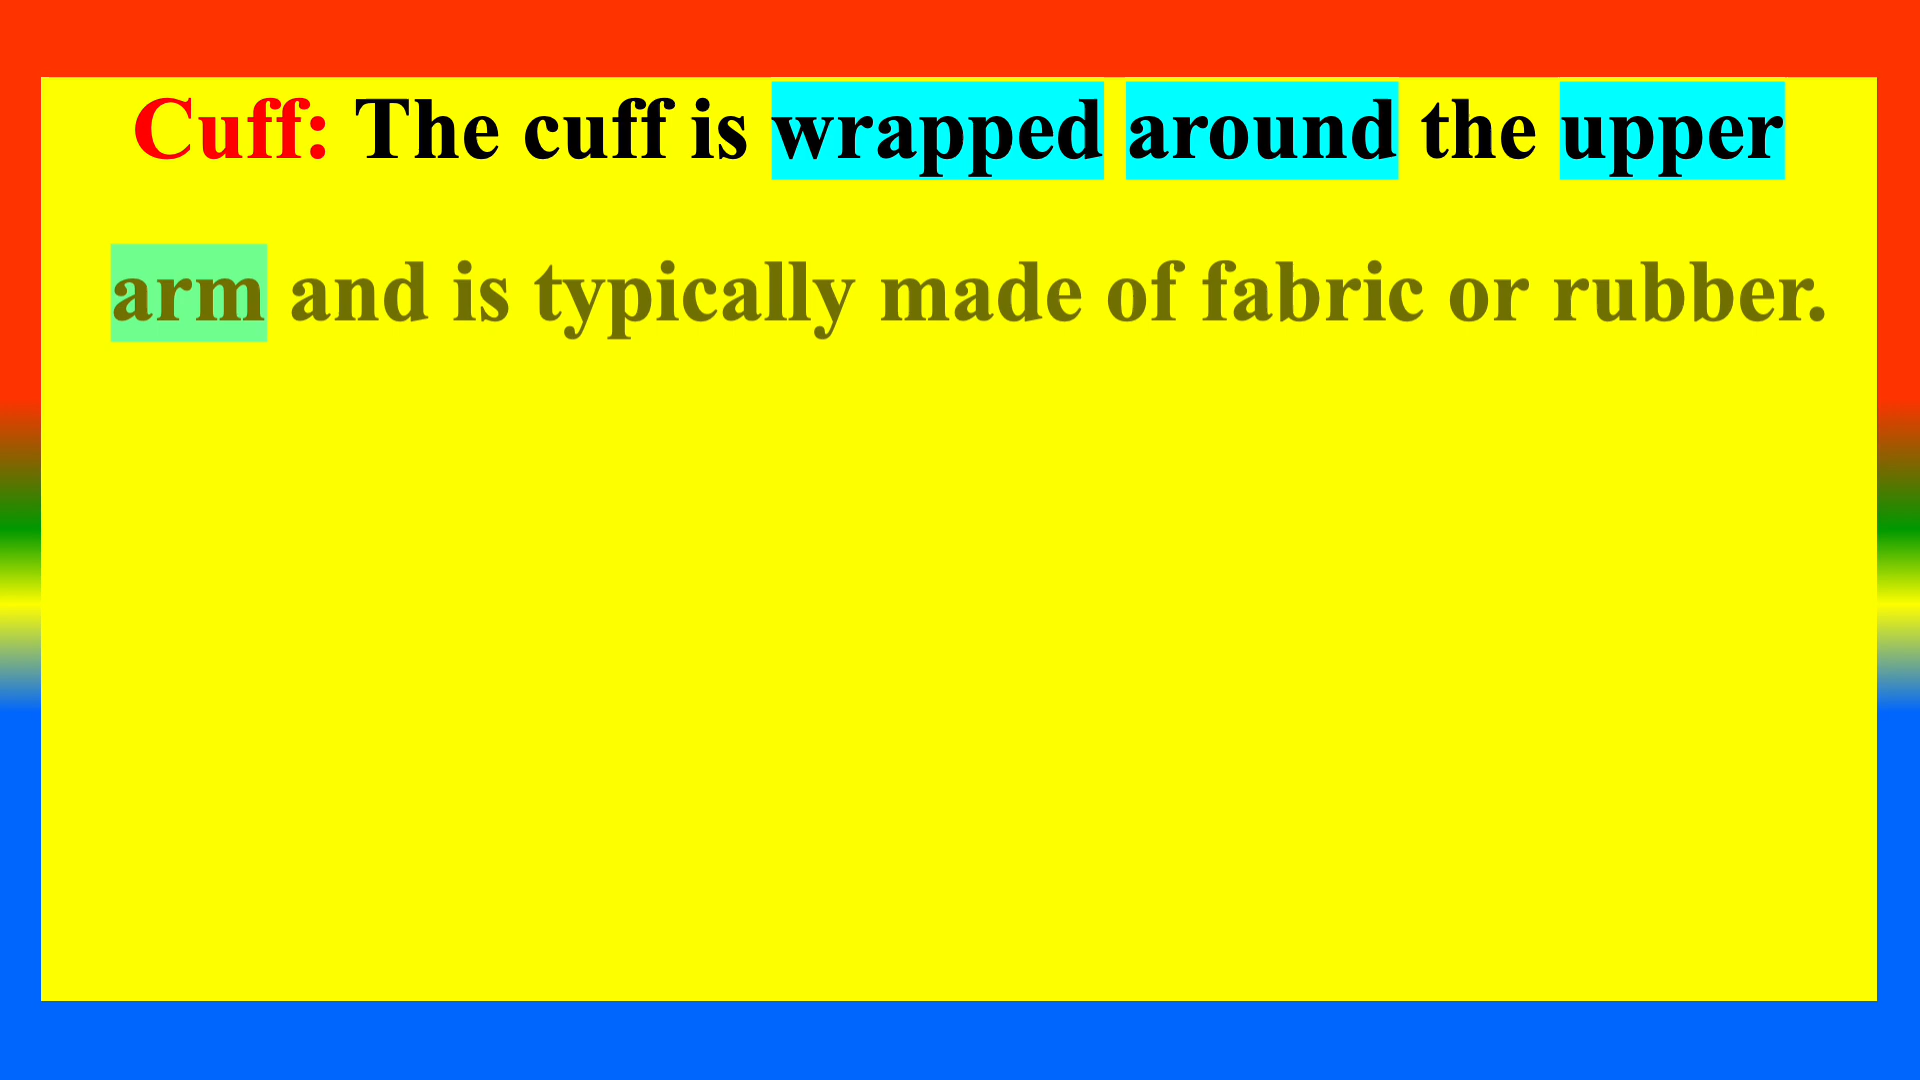 Cuff: The cuff is wrapped around the upper
arm and is typically made of fabric or rubber.